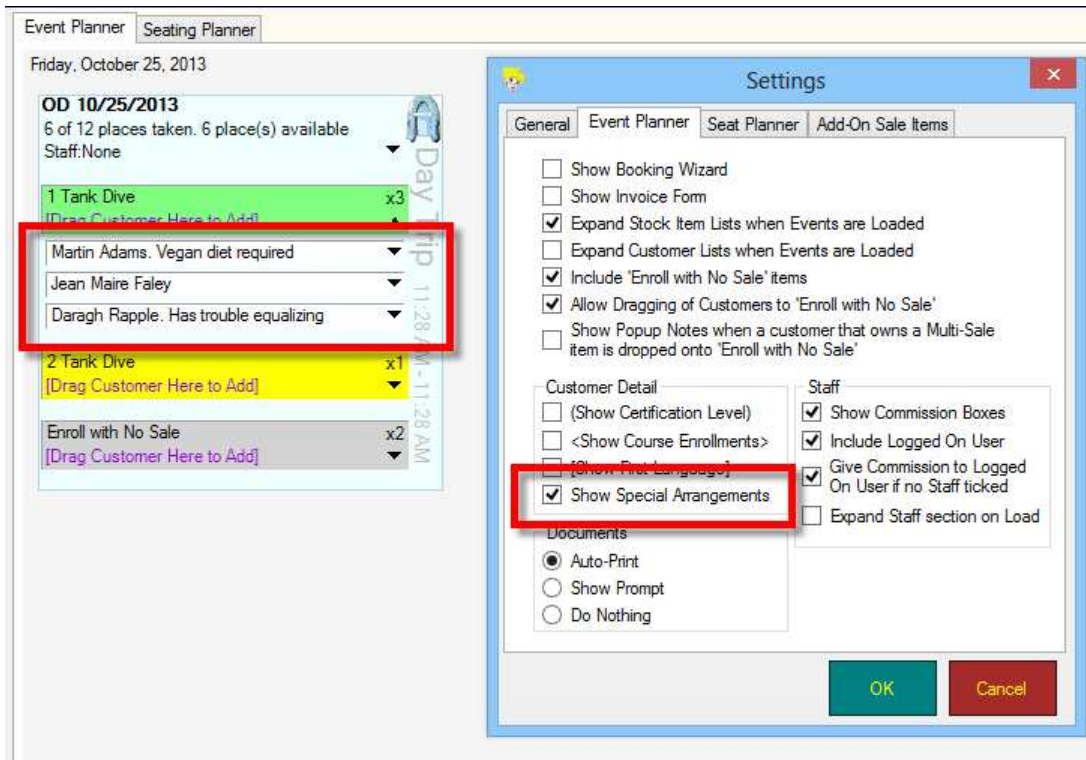 Event Planner
Seating Planner
Friday, October 25, 2013
OD 10/25/2013
6 of 12 places taken. 6 place(s) available
Staff:None
Day Trip 11:28 AM - 11:28 AM
1 Tank Dive x3
[Drag Customer Here to Add]
Martin Adams. Vegan diet required
Jean Maire Faley
Daragh Rapple. Has trouble equalizing
2 Tank Dive x1
[Drag Customer Here to Add]
Enroll with No Sale x2
[Drag Customer Here to Add]
Settings
General
Event Planner
Seat Planner
Add-On Sale Items
Show Booking Wizard
Show Invoice Form
Expand Stock Item Lists when Events are Loaded
Expand Customer Lists when Events are Loaded
Include 'Enroll with No Sale' items
Allow Dragging of Customers to 'Enroll with No Sale'
Show Popup Notes when a customer that owns a Multi-Sale
item is dropped onto 'Enroll with No Sale'
Customer Detail
(Show Certification Level)
<Show Course Enrollments>
[Show First Language]
Show Special Arrangements
Staff
Show Commission Boxes
Include Logged On User
Give Commission to Logged
On User if no Staff ticked
Expand Staff section on Load
Documents
Auto-Print
Show Prompt
Do Nothing
OK
Cancel